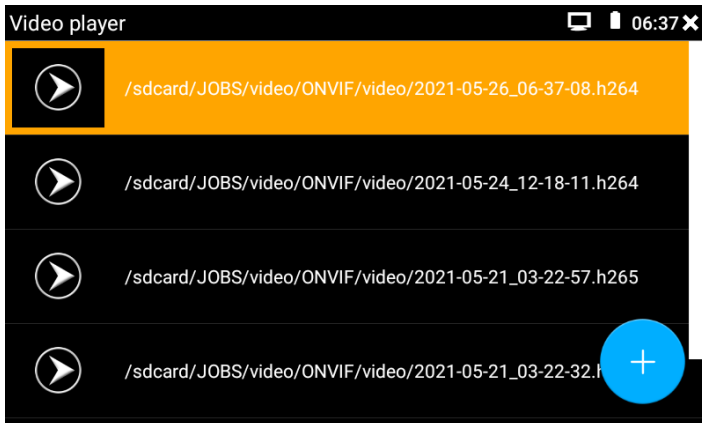 Video player
06:37
/sdcard/JOBS/video/ONVIF/video/2021-05-26_06-37-08.h264
/sdcard/JOBS/video/ONVIF/video/2021-05-24_12-18-11.h264
/sdcard/JOBS/video/ONVIF/video/2021-05-21_03-22-57.h265
/sdcard/JOBS/video/ONVIF/video/2021-05-21_03-22-32.h